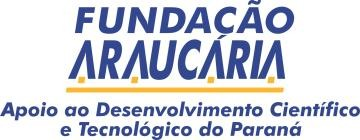 FUNDAÇÃO
ARAUCÁRIA
Apoio ao Desenvolvimento Científico
e Tecnológico do Paraná